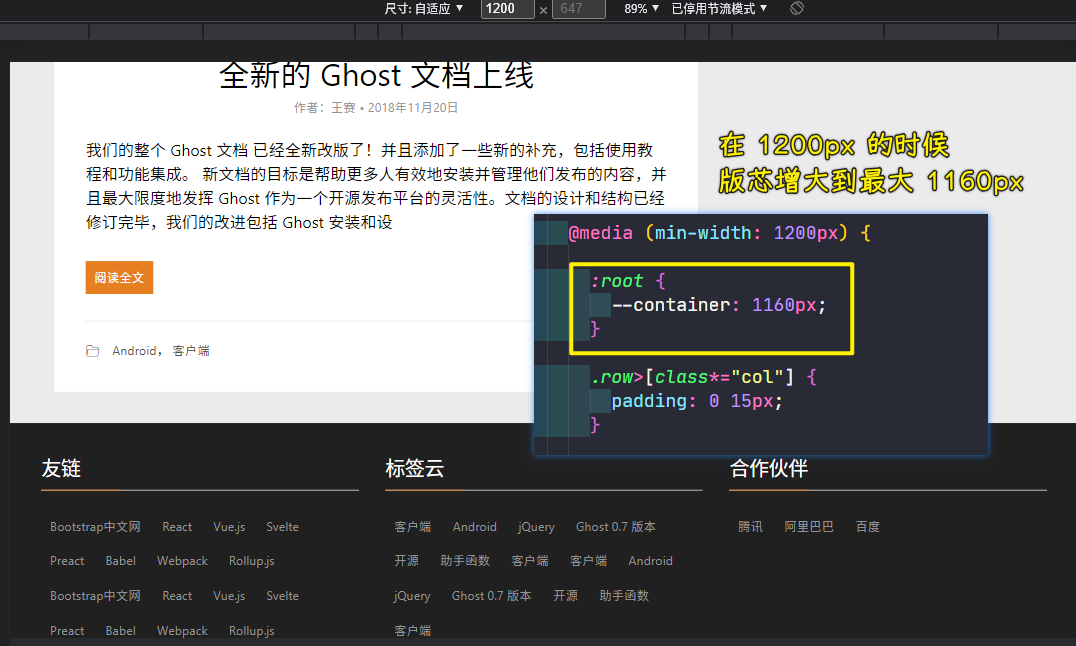 尺寸: 自适应 ▼ 1200 × 647 89% ▼ 已停用节流模式 ▼
全新的 Ghost 文档上线
作者：王赛 • 2018年11月20日
我们的整个 Ghost 文档 已经全新改版了！并且添加了一些新的补充，包括使用教
程和功能集成。 新文档的目标是帮助更多人有效地安装并管理他们发布的内容，并
且最大限度地发挥 Ghost 作为一个开源发布平台的灵活性。文档的设计和结构已经
修订完毕，我们的改进包括 Ghost 安装和设
阅读全文
Android， 客户端
在 1200px 的时候
版芯增大到最大 1160px
@media (min-width: 1200px) {
:root {
--container: 1160px;
}
.row>[class*="col"] {
padding: 0 15px;
}
友链
Bootstrap中文网 React Vue.js Svelte
Preact Babel Webpack Rollup.js
Bootstrap中文网 React Vue.js Svelte
Preact Babel Webpack Rollup.js
标签云
客户端 Android jQuery Ghost 0.7 版本
开源 助手函数 客户端 客户端 Android
jQuery Ghost 0.7 版本 开源 助手函数
客户端
合作伙伴
腾讯 阿里巴巴 百度